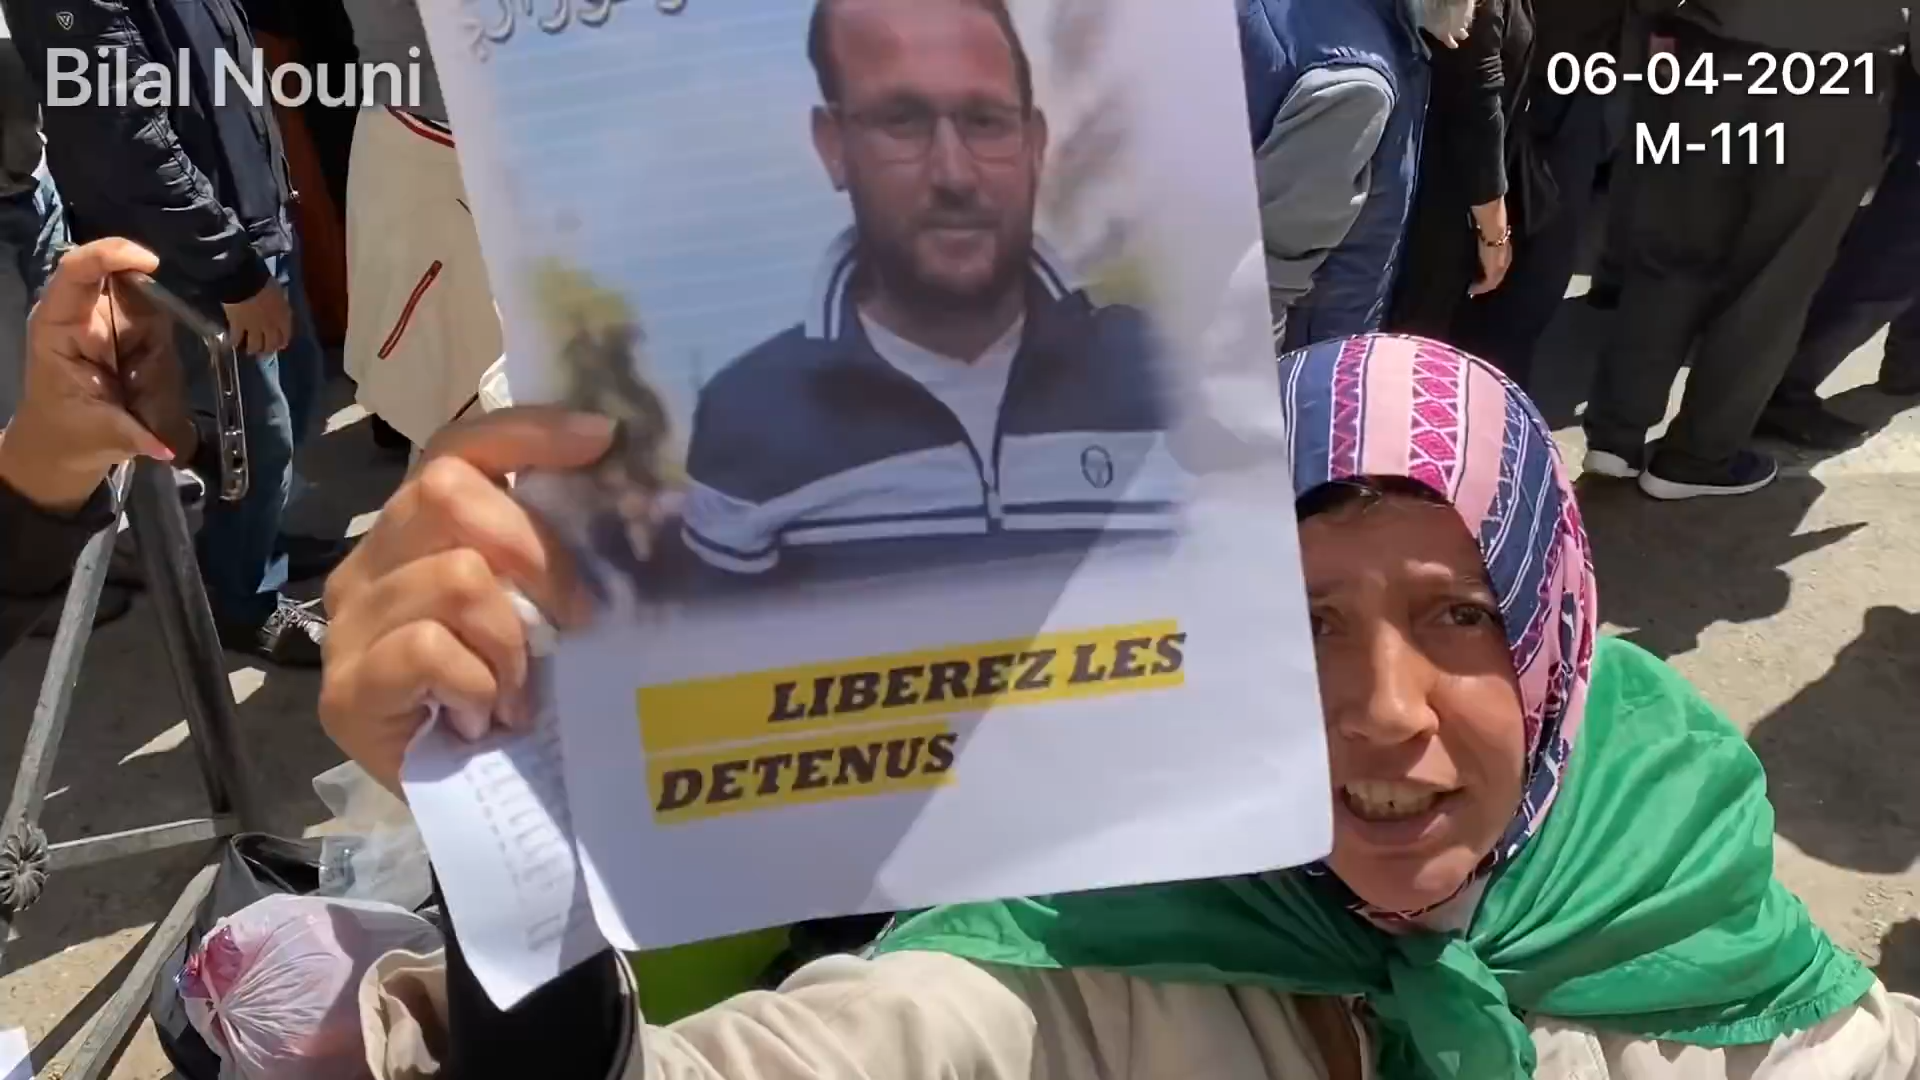 Bilal Nouni
06-04-2021
M-111
LIBEREZ LES
DETENUS